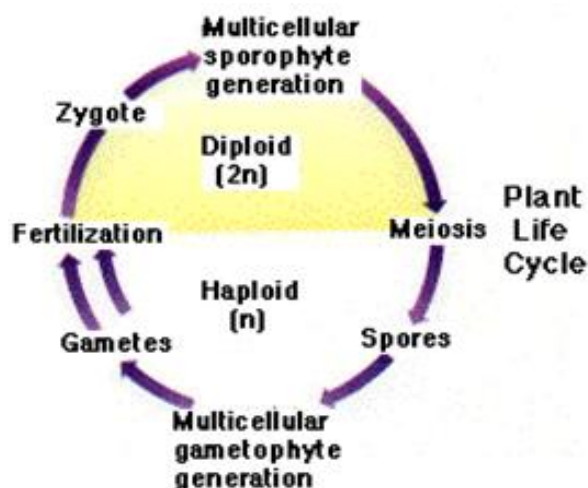 Multicellular
sporophyte
generation
Zygote
Diploid
(2n)
Fertilization
Meiosis
Plant
Life
Cycle
Haploid
(n)
Gametes
Spores
Multicellular
gametophyte
generation